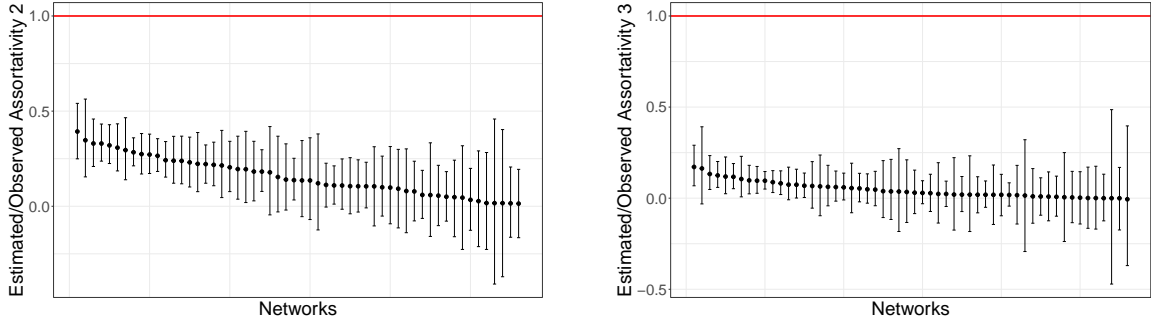 Estimated/Observed Assortativity 2
1.0
0.5
0.0
Networks
Estimated/Observed Assortativity 3
1.0
0.5
0.0
−0.5
Networks